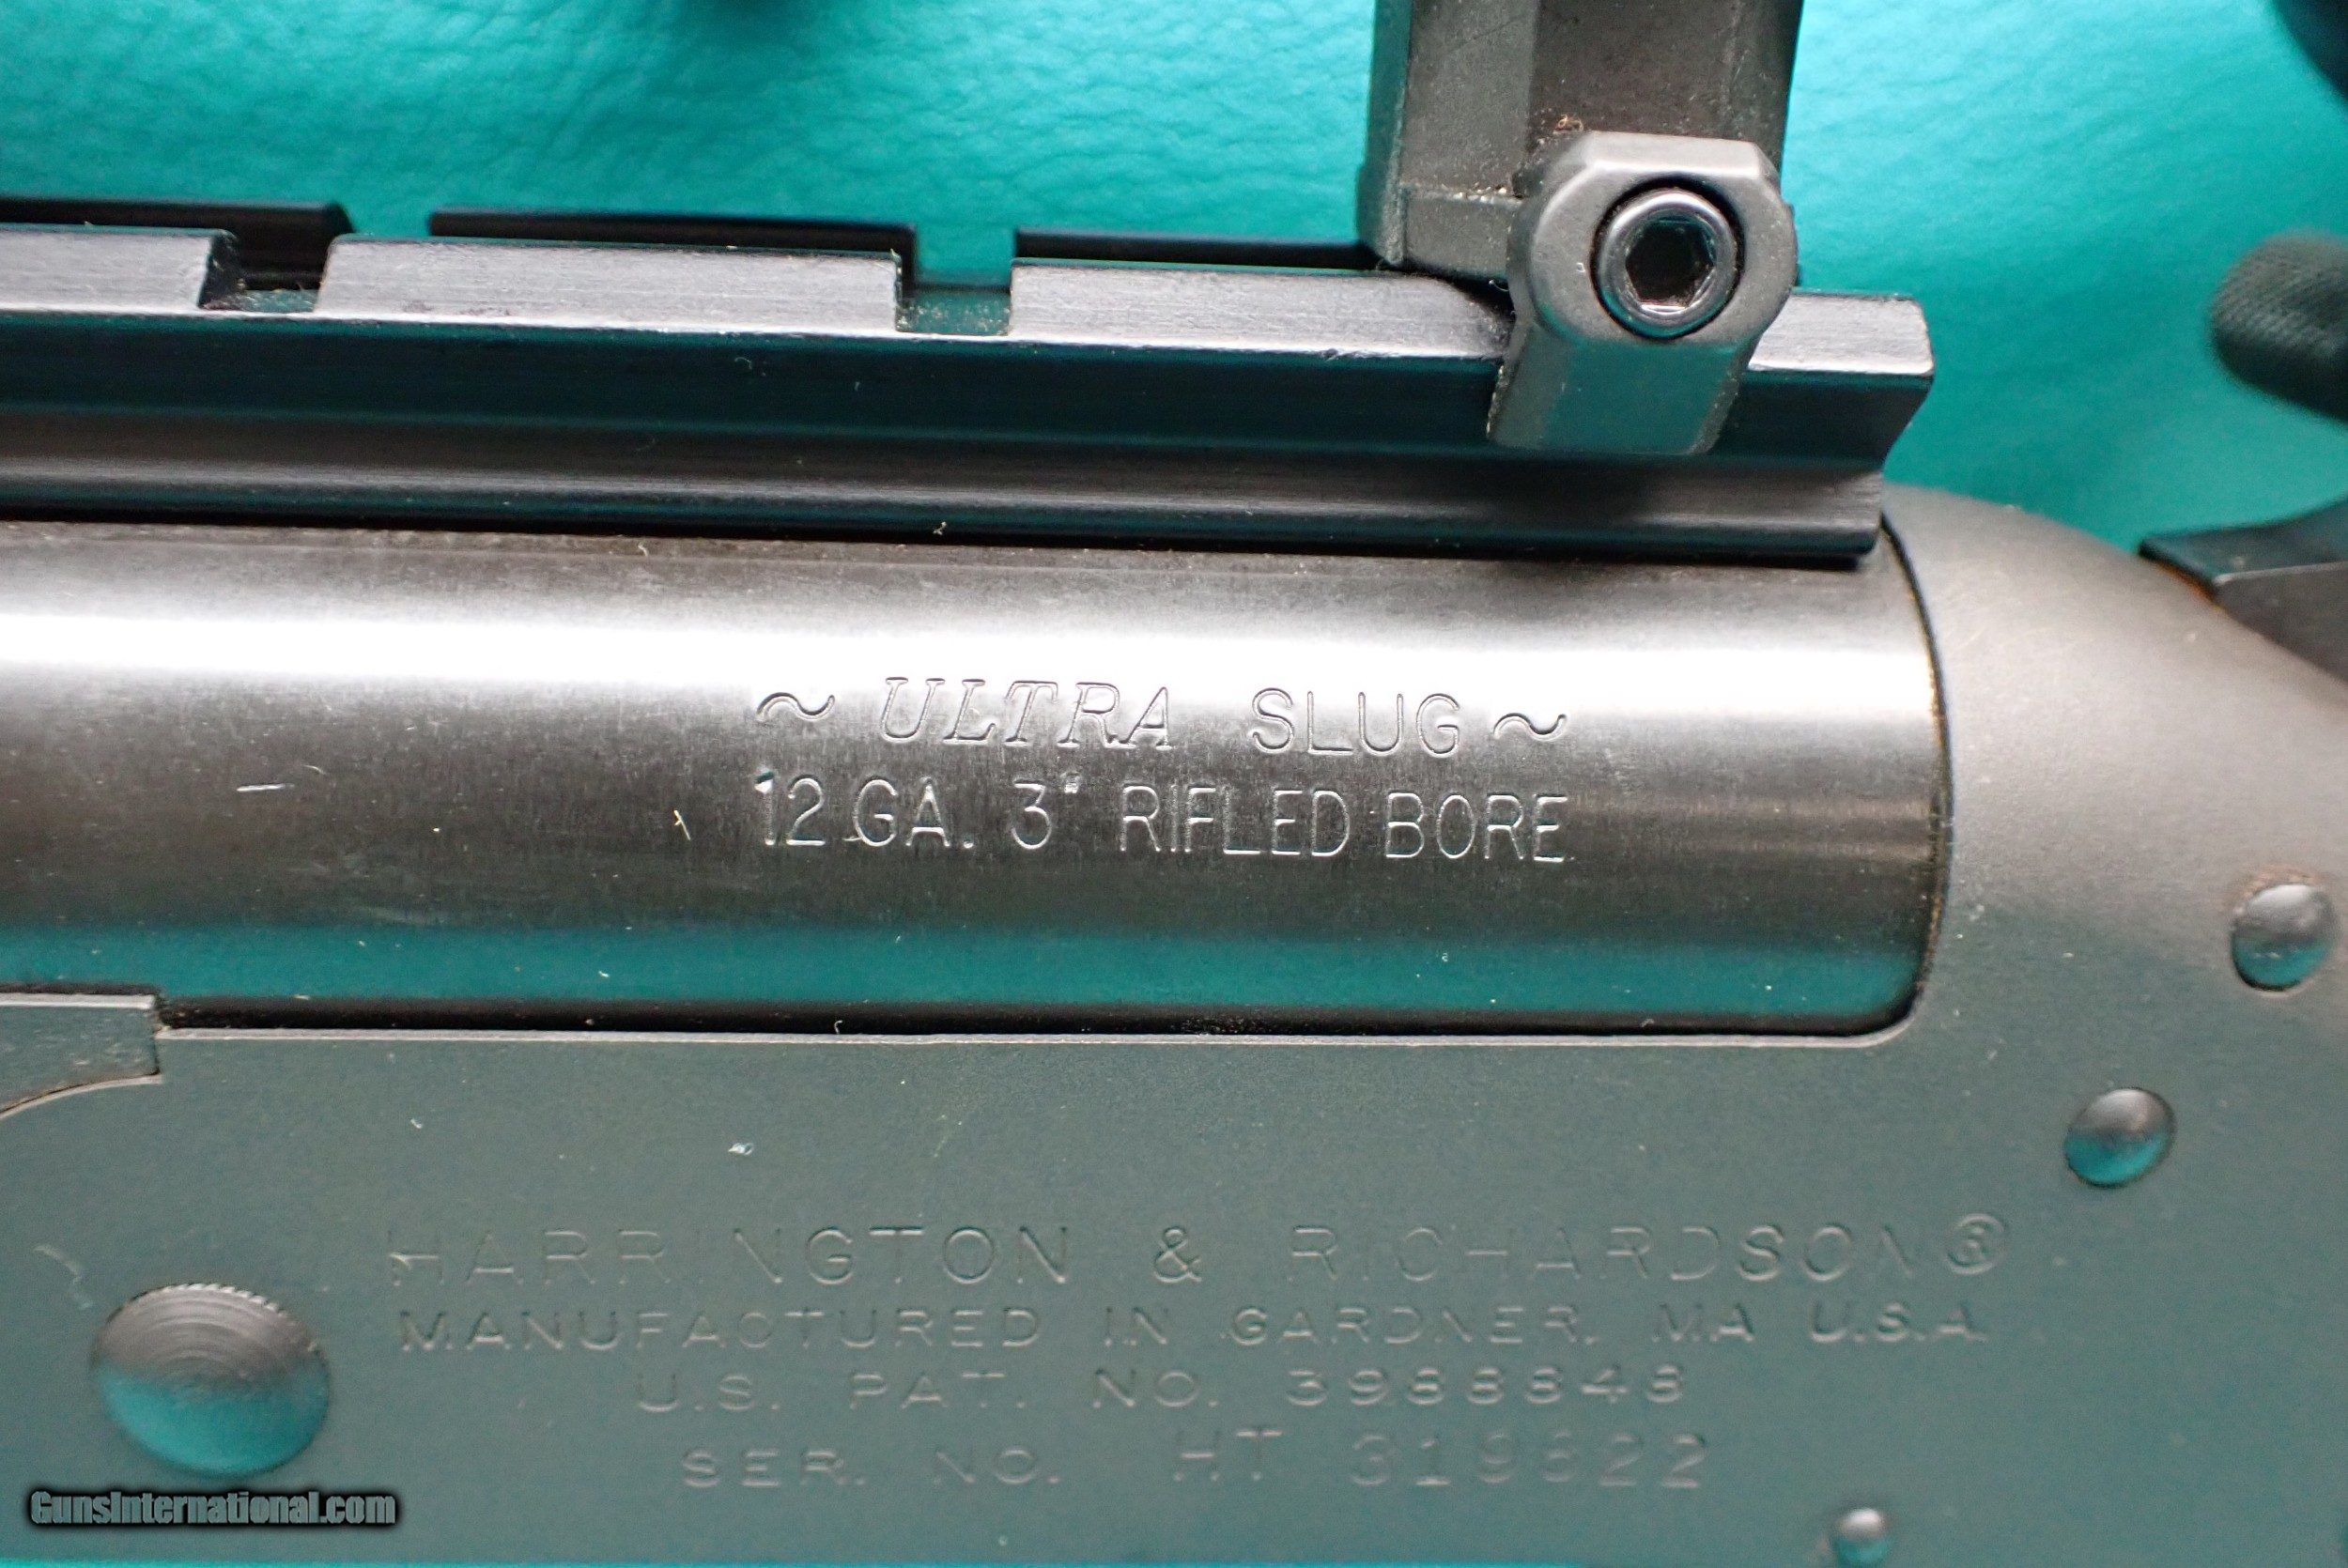 ~ ULTRA SLUG ~
12 GA. 3" RIFLED BORE
HARRINGTON & RICHARDSON®
MANUFACTURED IN GARDNER, MA U.S.A.
U.S. PAT. NO. 3988848
SER. NO. HT 319622
GunsInternational.com